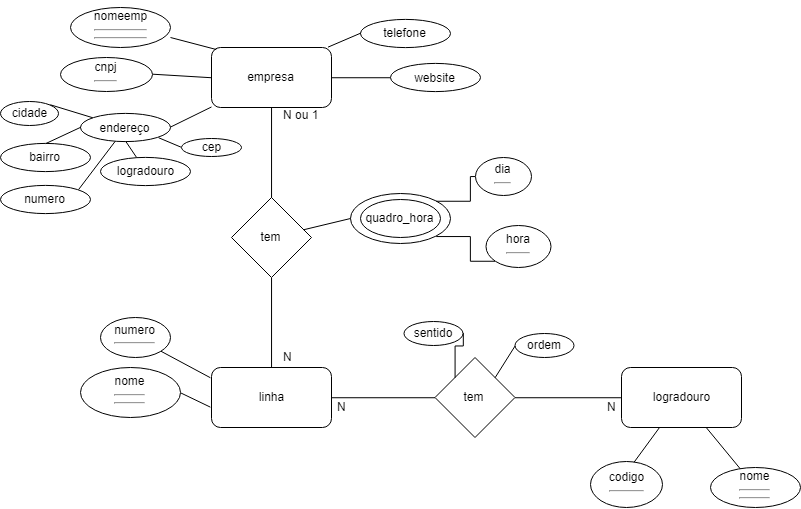 nomeemp
telefone
cnpj
empresa
website
cidade
N ou 1
endereço
cep
bairro
logradouro
numero
dia
quadro_hora
tem
hora
numero
sentido
ordem
N
nome
linha
tem
logradouro
N
N
codigo
nome